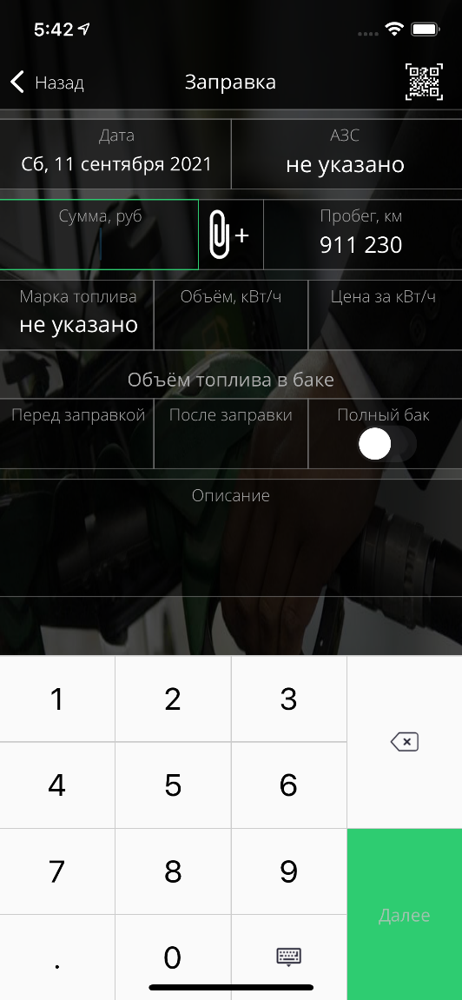 5:42
Назад
Заправка
Дата
АЗС
Сб, 11 сентября 2021
не указано
Сумма, руб
+
Пробег, км
911 230
Марка топлива
Объём, кВт/ч
Цена за кВт/ч
не указано
Объём топлива в баке
Перед заправкой
После заправки
Полный бак
Описание
1
2
3
4
5
6
7
8
9
Далее
.
0